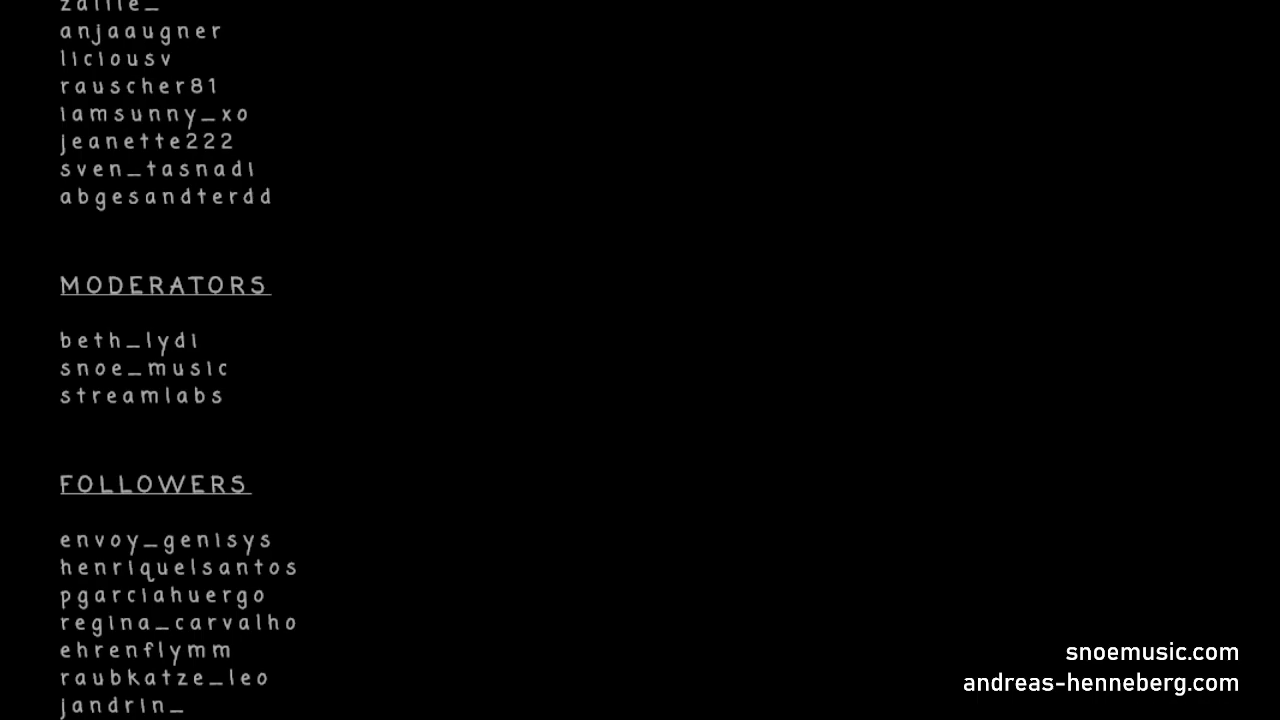 anjaaugner
liciousv
rauscher81
iamsunny_xo
jeanette222
sven_tasnadi
abgesandterdd
MODERATORS
beth_lydi
snoe_music
streamlabs
FOLLOWERS
envoy_genisys
henriquelsantos
pgarciahuergo
regina_carvalho
ehrenflymm
raubkatze_leo
jandrin_
snoemusic.com
andreas-henneberg.com